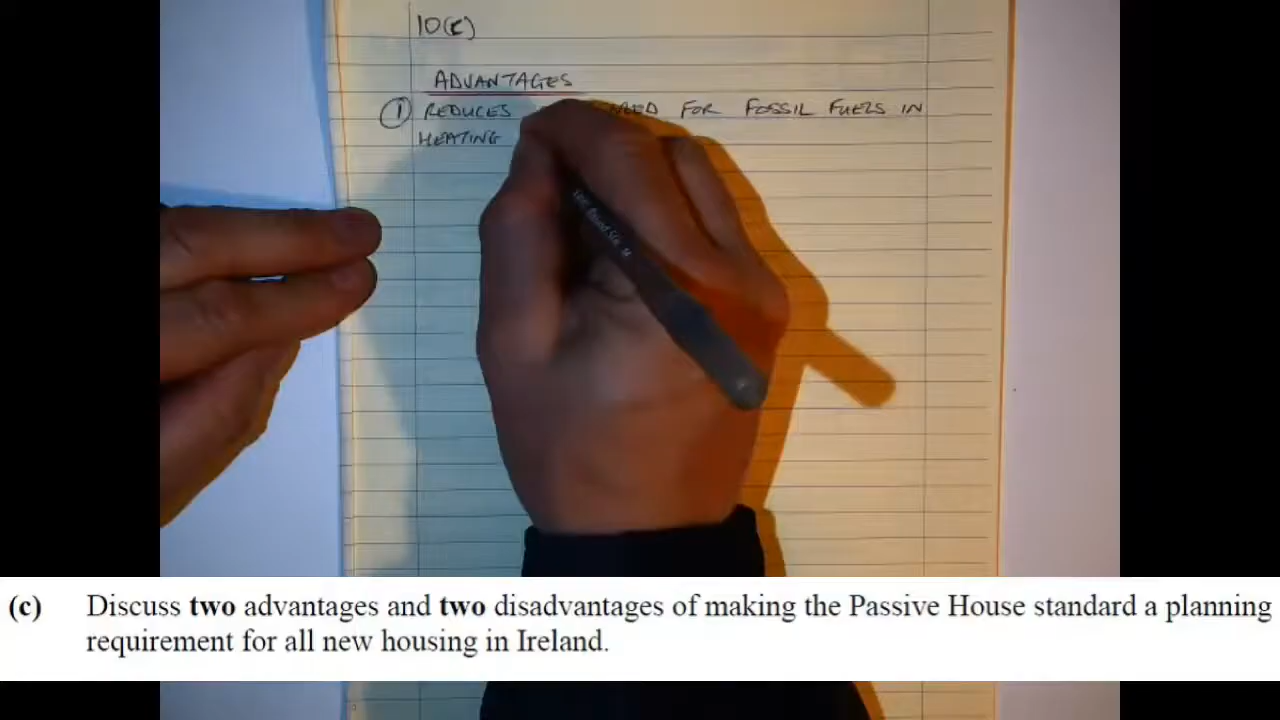 10(c)
ADVANTAGES
① REDUCES NEED FOR FOSSIL FUELS IN
HEATING
(c) Discuss two advantages and two disadvantages of making the Passive House standard a planning
requirement for all new housing in Ireland.